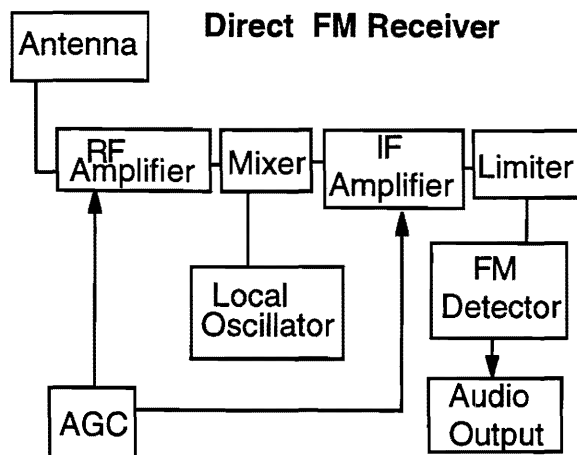 Direct FM Receiver
Antenna
RF
Amplifier
Mixer
IF
Amplifier
Limiter
Local
Oscillator
FM
Detector
AGC
Audio
Output